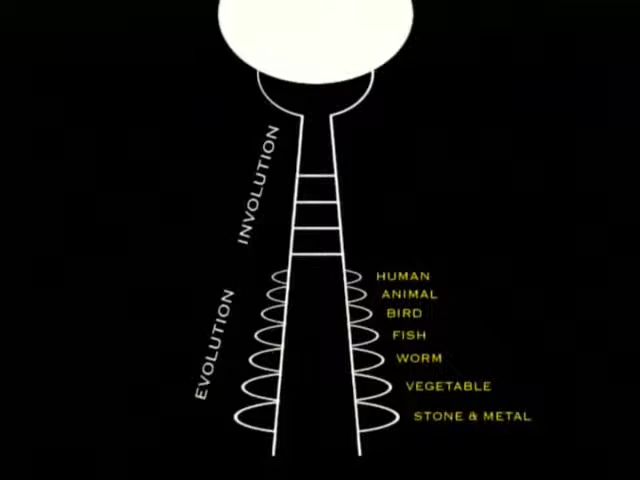 INVOLUTION
EVOLUTION
HUMAN
ANIMAL
BIRD
FISH
WORM
VEGETABLE
STONE & METAL